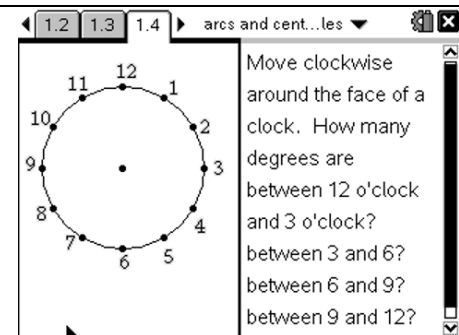 1.2 1.3 1.4 arcs and cent...les
12
11 1
10 2
9 3
8 4
7 5
6
Move clockwise
around the face of a
clock. How many
degrees are
between 12 o'clock
and 3 o'clock?
between 3 and 6?
between 6 and 9?
between 9 and 12?